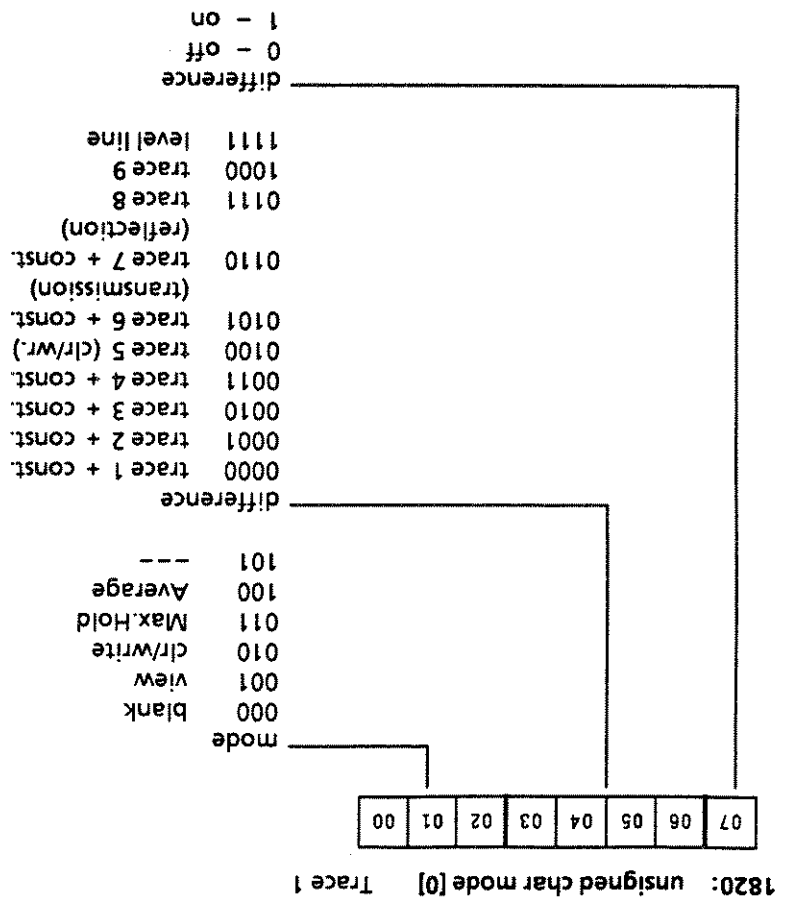 1820: unsigned char mode [0] Trace 1
07 06 05 04 03 02 01 00
mode
000 blank
001 view
010 clr/write
011 Max.Hold
100 Average
101 ---
difference
0000 trace 1 + const.
0001 trace 2 + const.
0010 trace 3 + const.
0011 trace 4 + const.
0100 trace 5 (clr/wr.)
0101 trace 6 + const.
(transmission)
0110 trace 7 + const.
(reflection)
0111 trace 8
1000 trace 9
1111 level line
difference
0 – off
1 – on